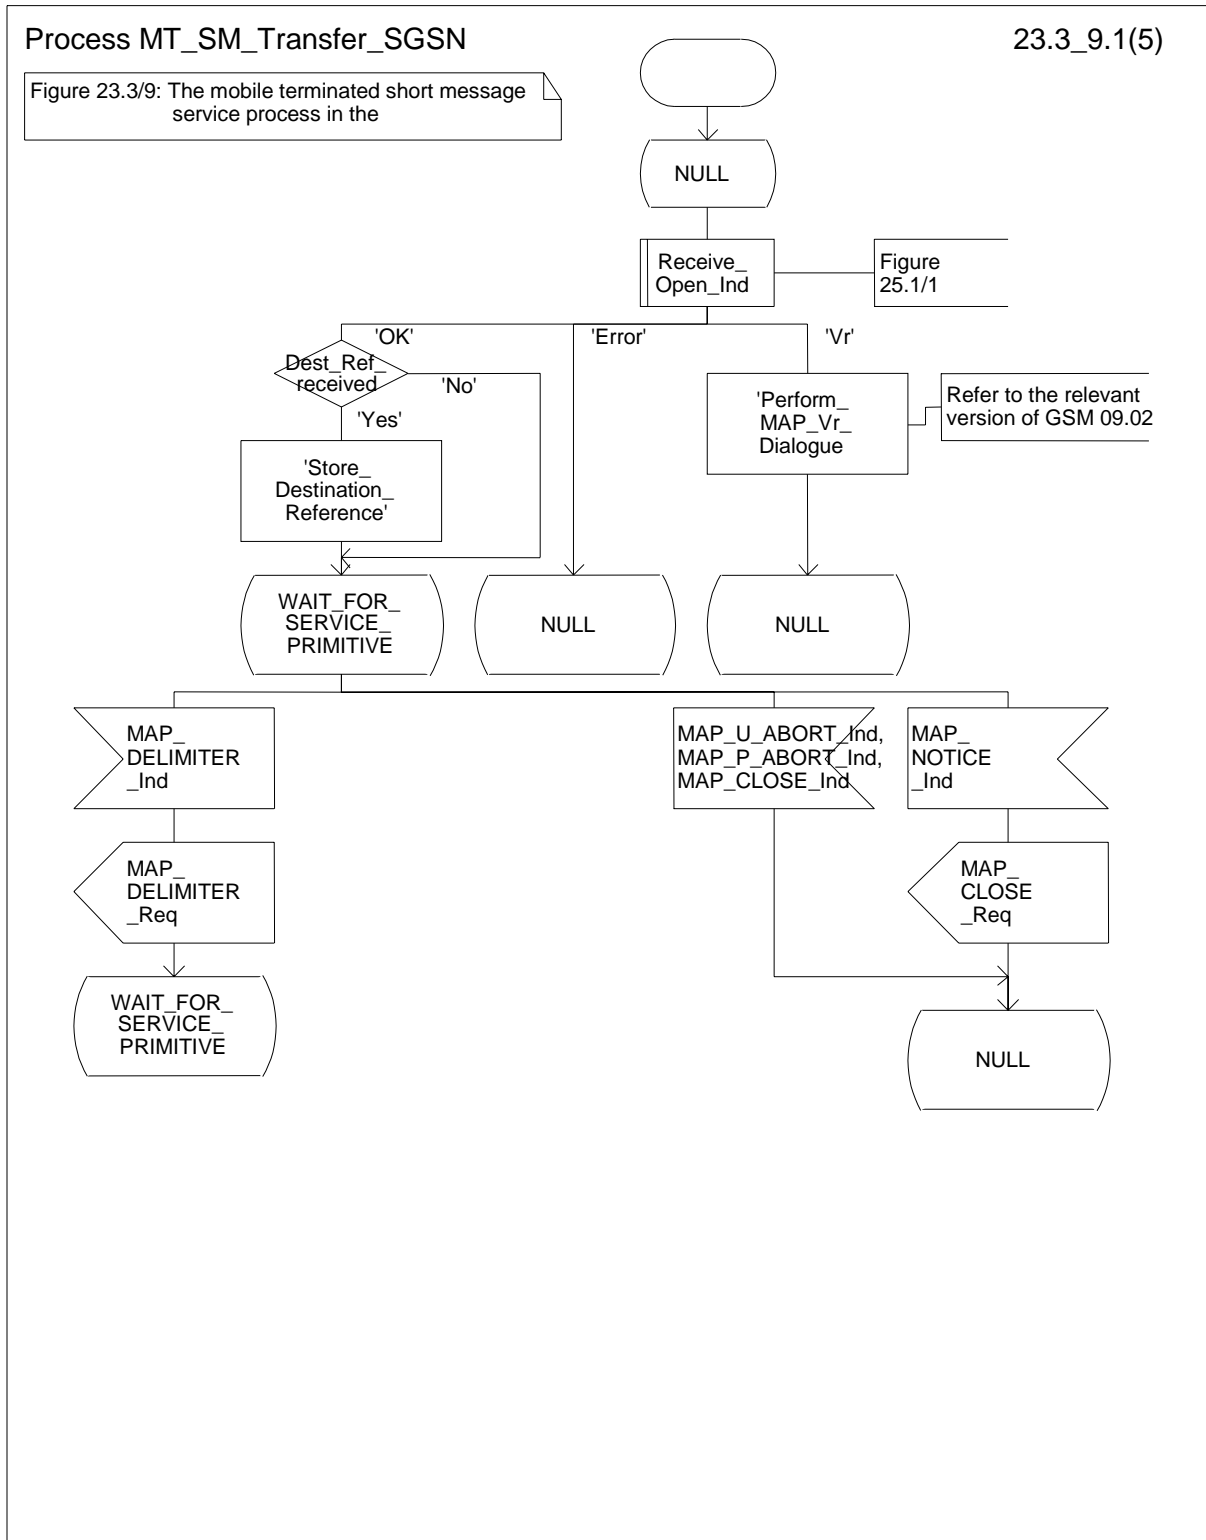 Process MT_SM_Transfer_SGSN
23.3_9.1(5)
Figure 23.3/9: The mobile terminated short message
service process in the
NULL
Receive_
Open_Ind
Figure
25.1/1
'OK'
'Error'
'Vr'
Dest_Ref_
received
'No'
'Yes'
'Perform_
MAP_Vr_
Dialogue
Refer to the relevant
version of GSM 09.02
'Store_
Destination_
Reference'
WAIT_FOR_
SERVICE_
PRIMITIVE
NULL
NULL
MAP_
DELIMITER
_Ind
MAP_U_ABORT_Ind,
MAP_P_ABORT_Ind,
MAP_CLOSE_Ind
MAP_
NOTICE
_Ind
MAP_
DELIMITER
_Req
MAP_
CLOSE
_Req
WAIT_FOR_
SERVICE_
PRIMITIVE
NULL